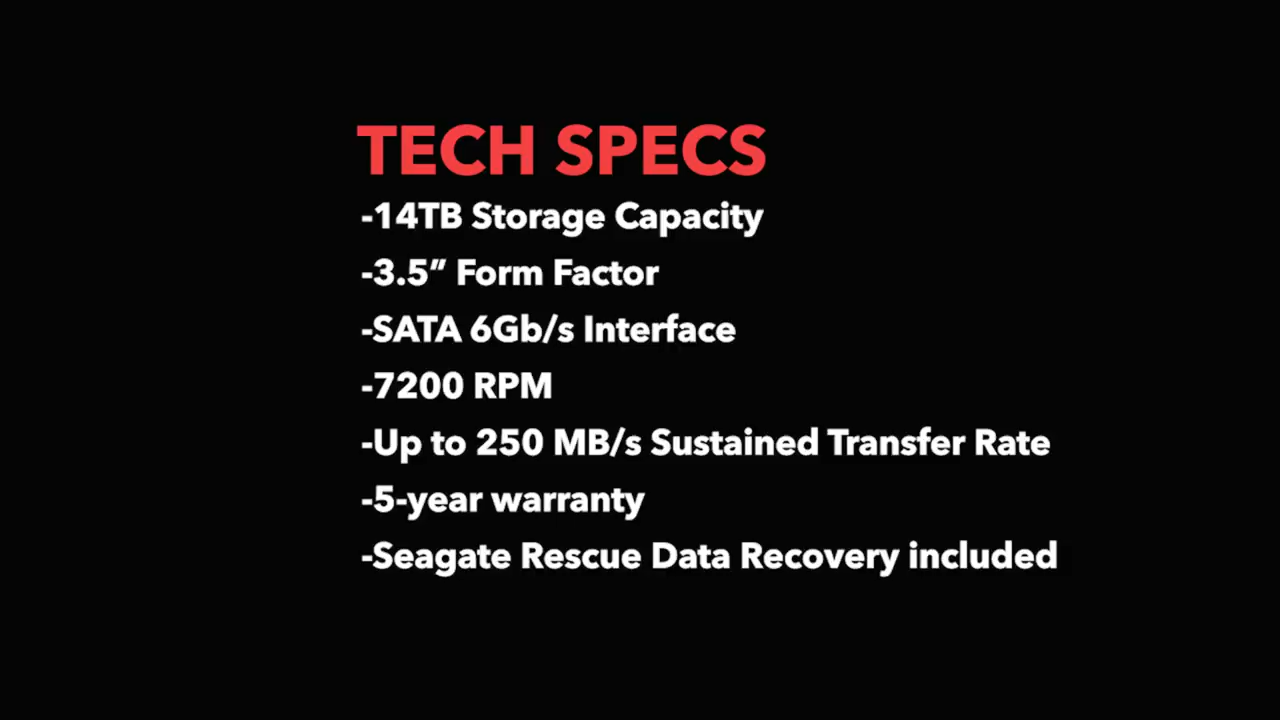 TECH SPECS
-14TB Storage Capacity
-3.5” Form Factor
-SATA 6Gb/s Interface
-7200 RPM
-Up to 250 MB/s Sustained Transfer Rate
-5-year warranty
-Seagate Rescue Data Recovery included